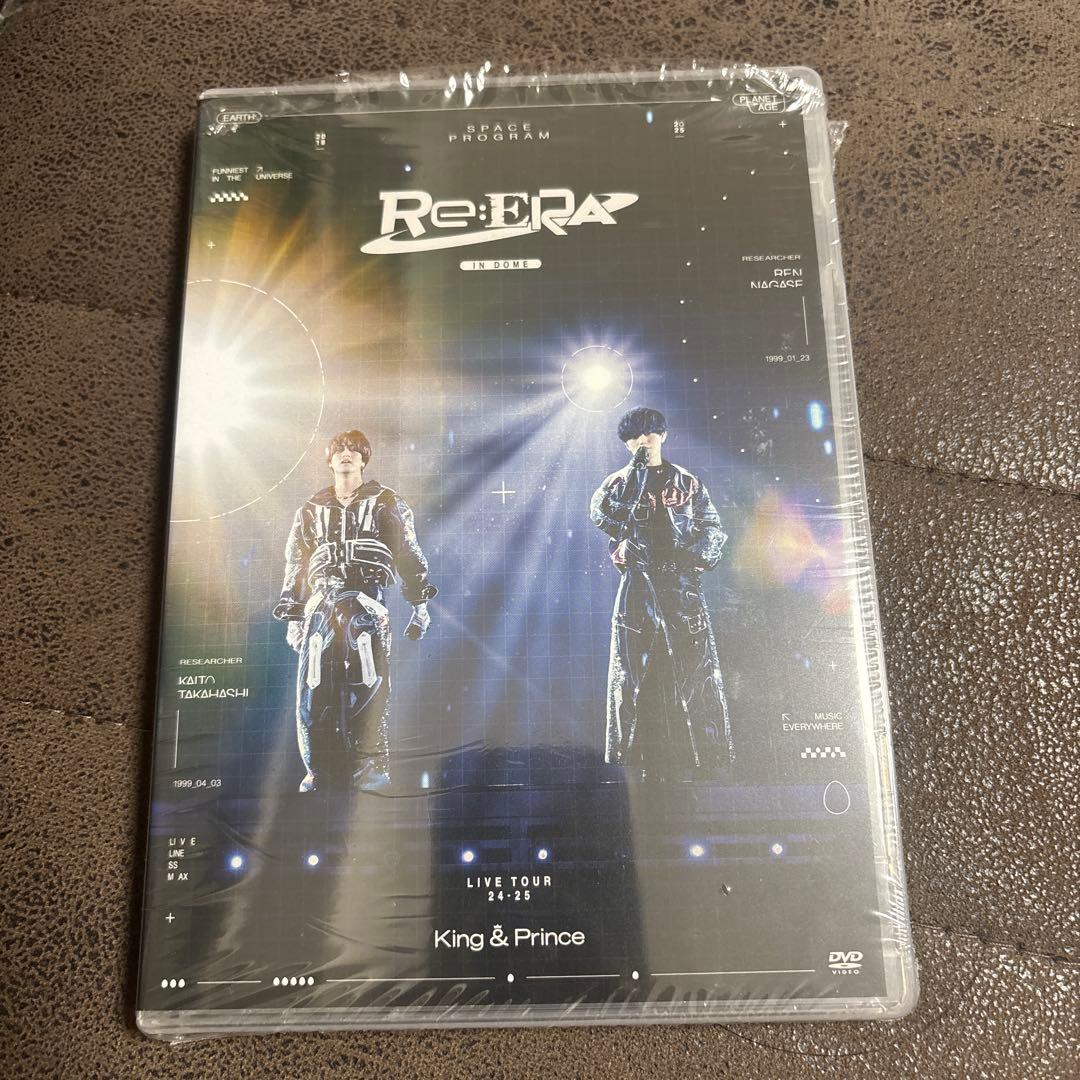 EARTH
PLANET
AGE
SPACE
PROGRAM
20
18
20
25
FUNNIEST
IN THE UNIVERSE
Re:ERA
IN DOME
RESEARCHER
REN
NAGASE
1999_01_23
RESEARCHER
KAITO
TAKAHASHI
1999_04_03
MUSIC
EVERYWHERE
LIVE
LINE
SS
MAX
LIVE TOUR
24-25
King & Prince
DVD
VIDEO